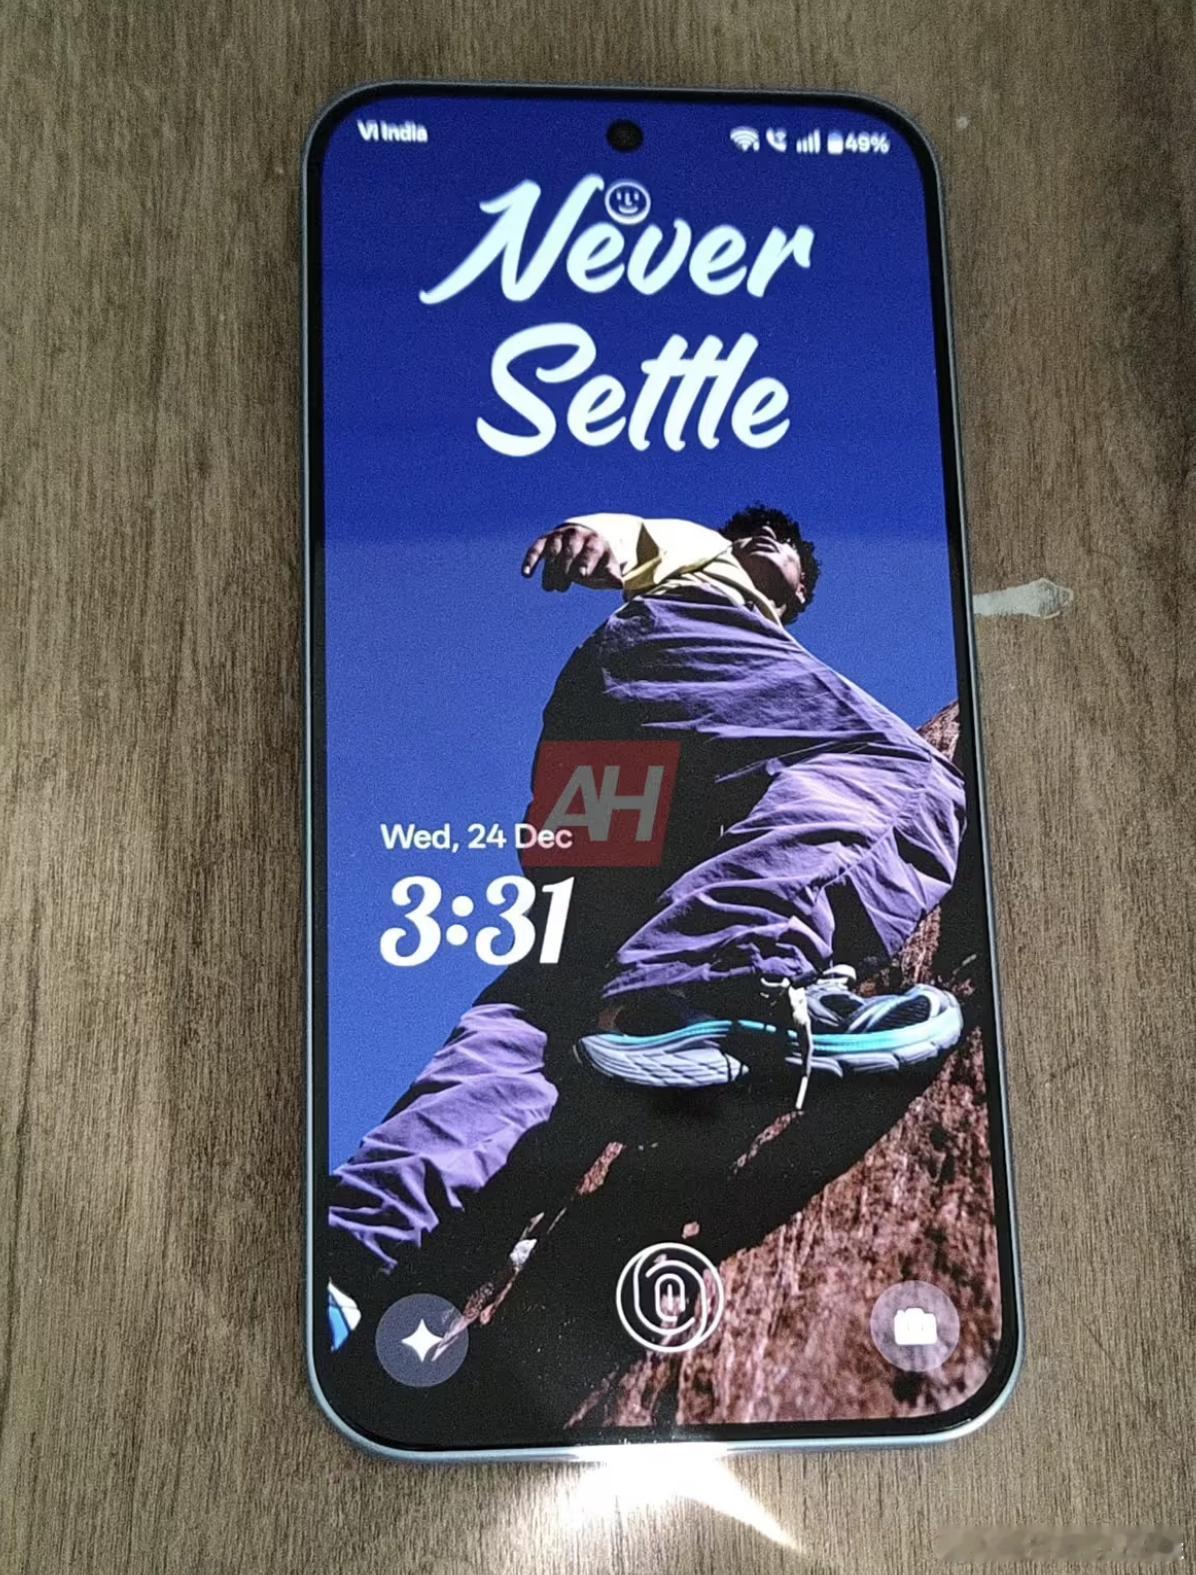 Vi India
49%
Never
Settle
AH
Wed, 24 Dec
3:31